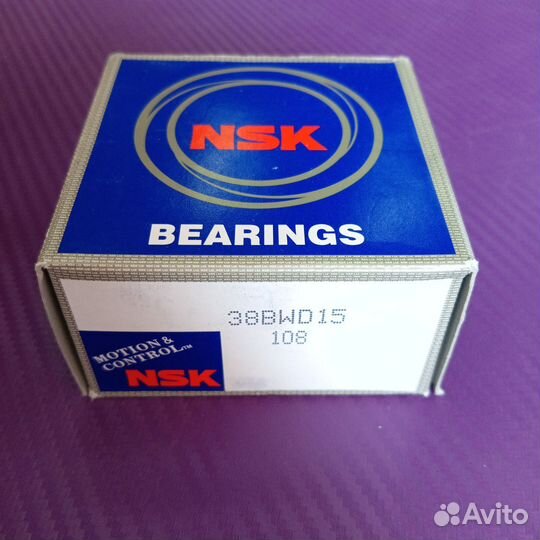 NSK
BEARINGS
38BWD15
108
MOTION &
CONTROL™
NSK
Avito